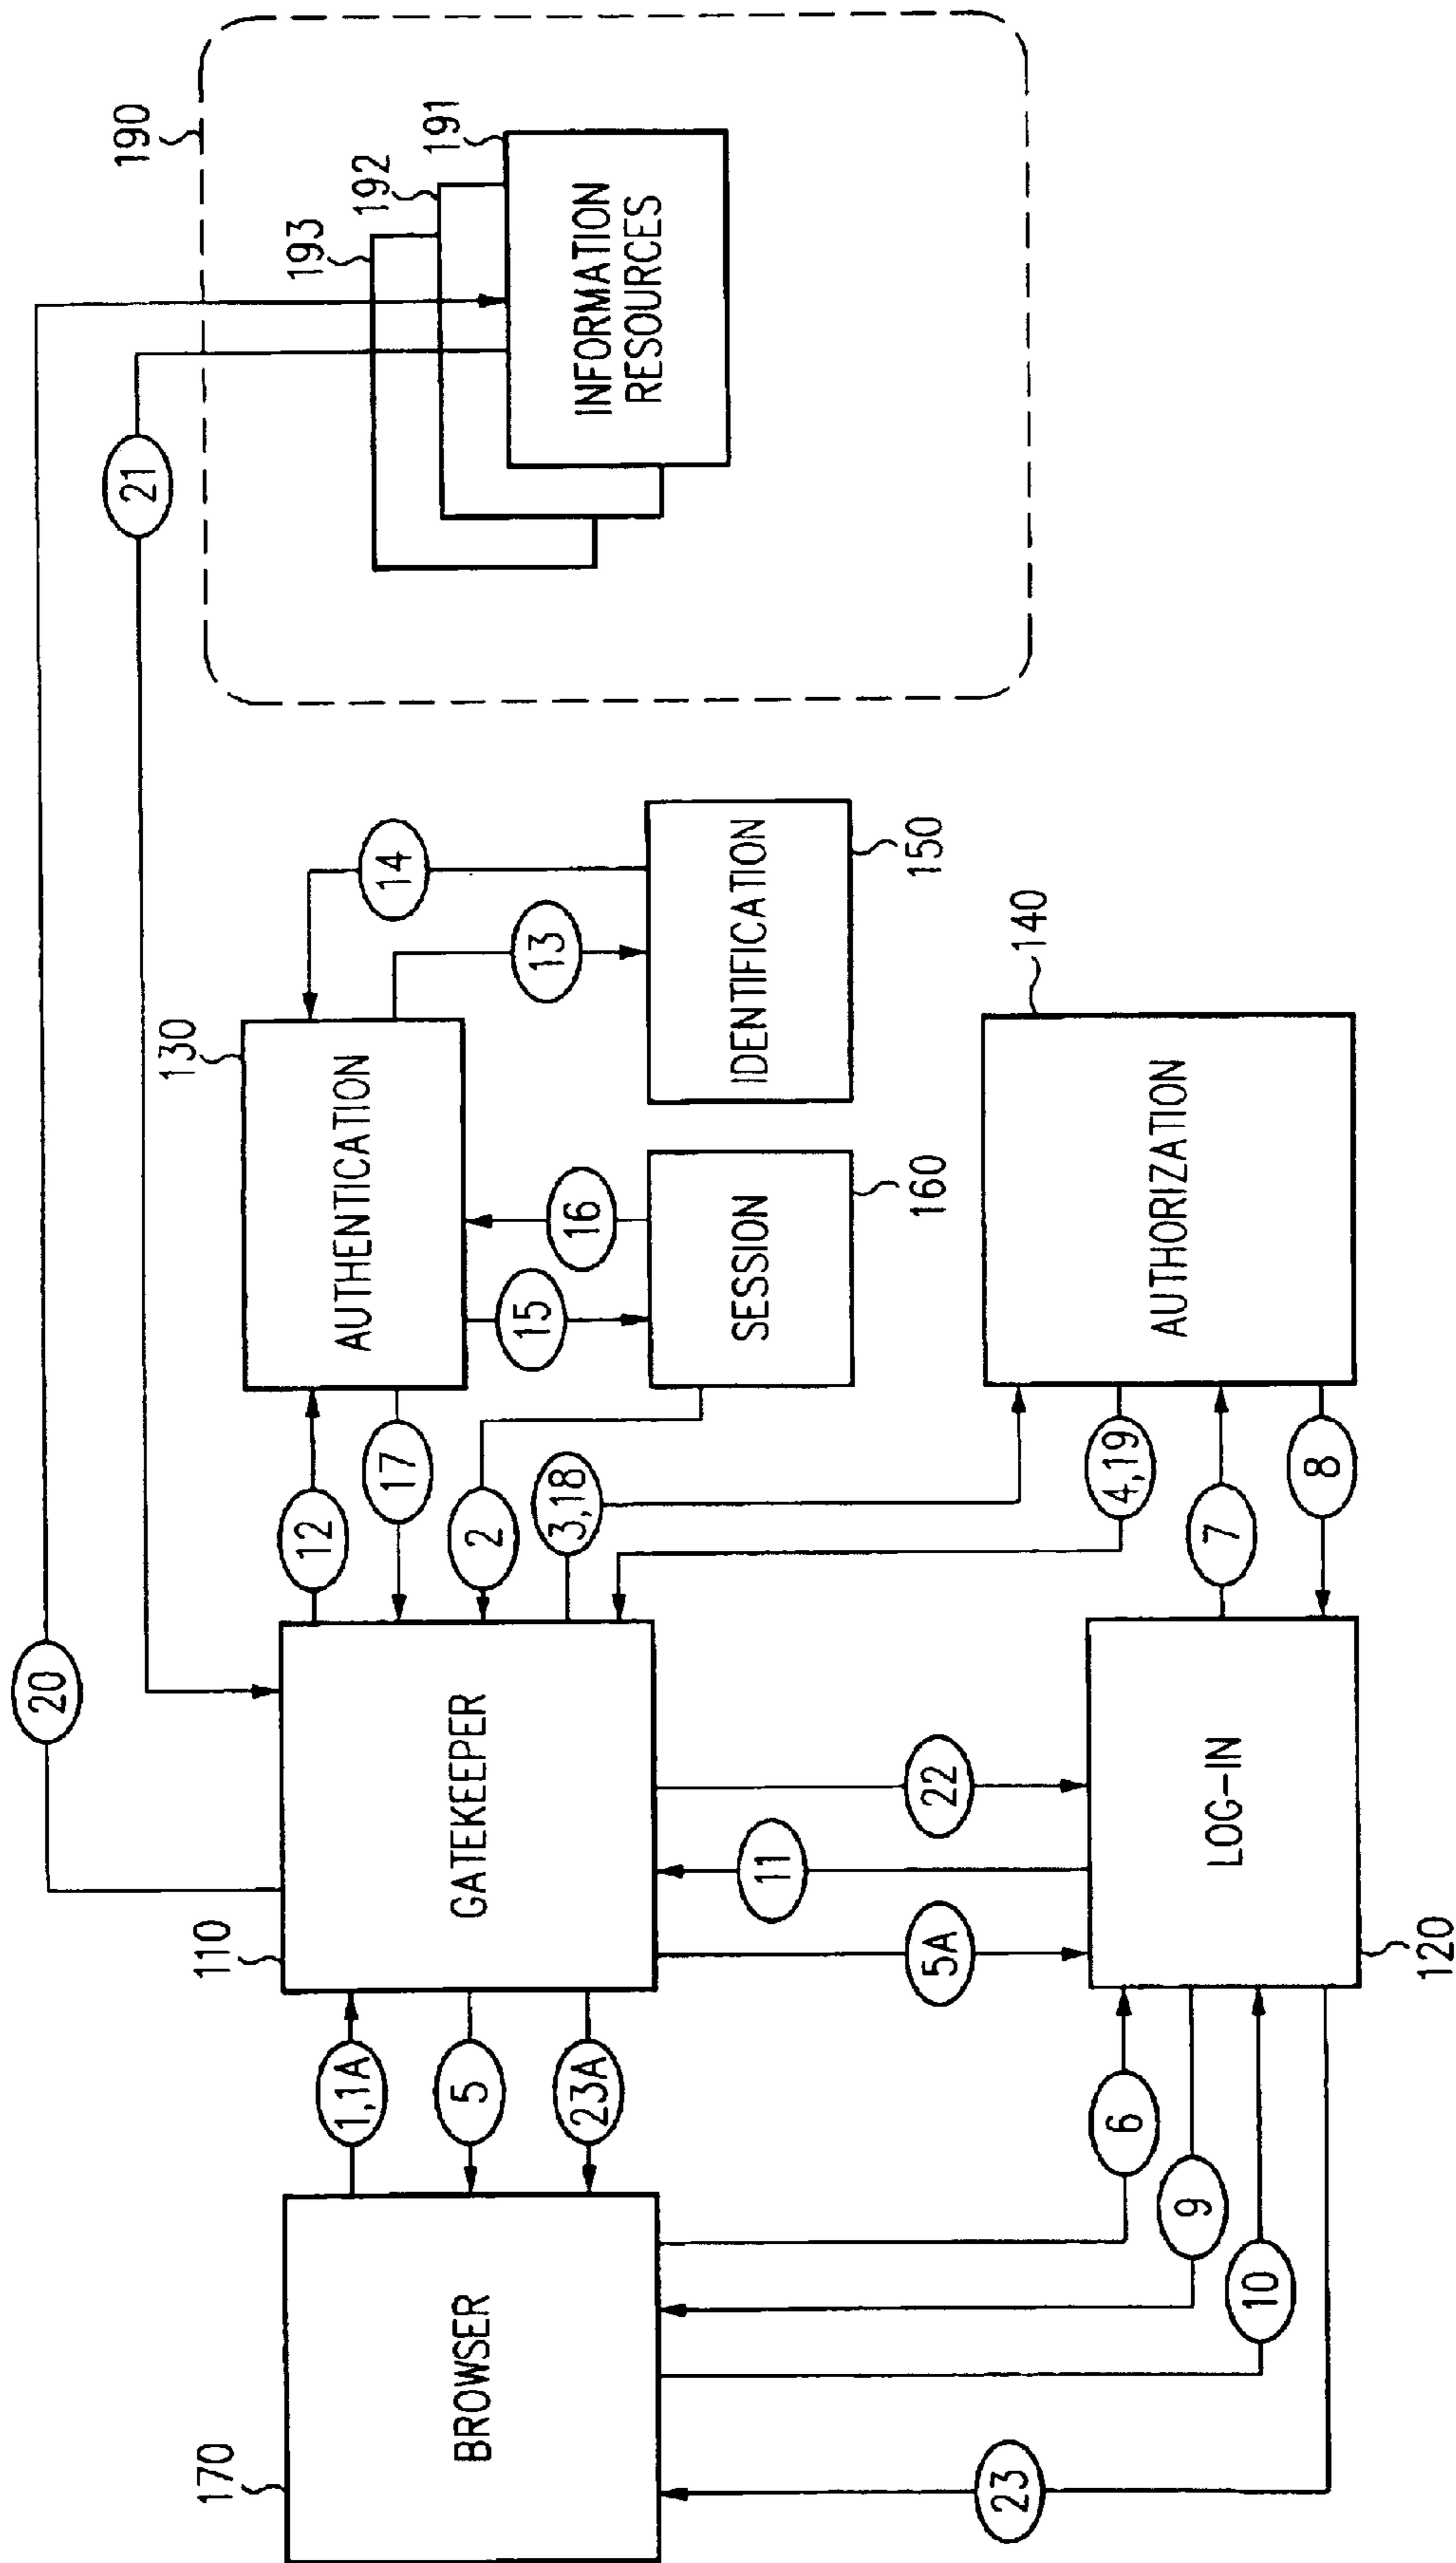 20
21
190
193
192
191
INFORMATION
RESOURCES
170
BROWSER
1,1A
5
23A
110
GATEKEEPER
12
17
2
3,18
4,19
130
AUTHENTICATION
14
13
15
16
SESSION
160
IDENTIFICATION
150
140
AUTHORIZATION
5A
11
22
6
9
10
23
LOG-IN
120
7
8